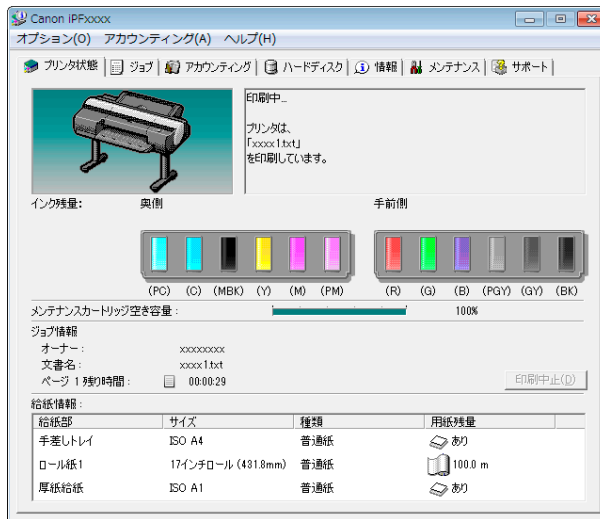 Canon iPFxxxx
オプション(O) アカウンティング(A) ヘルプ(H)
プリンタ状態 ジョブ アカウンティング ハードディスク 情報 メンテナンス サポート
印刷中...
プリンタは、
「xxxx1.txt」
を印刷しています。
インク残量: 奥側 手前側
(PC) (C) (MBK) (Y) (M) (PM) (R) (G) (B) (PGY) (GY) (BK)
メンテナンスカートリッジ空き容量: 100%
ジョブ情報
オーナー: xxxxxxxx
文書名: xxxx1.txt
ページ 1 残り時間: 00:00:29
印刷中止(D)
給紙情報:
給紙部 サイズ 種類 用紙残量
手差しトレイ ISO A4 普通紙 あり
ロール紙1 17インチロール (431.8mm) 普通紙 100.0 m
厚紙給紙 ISO A1 普通紙 あり